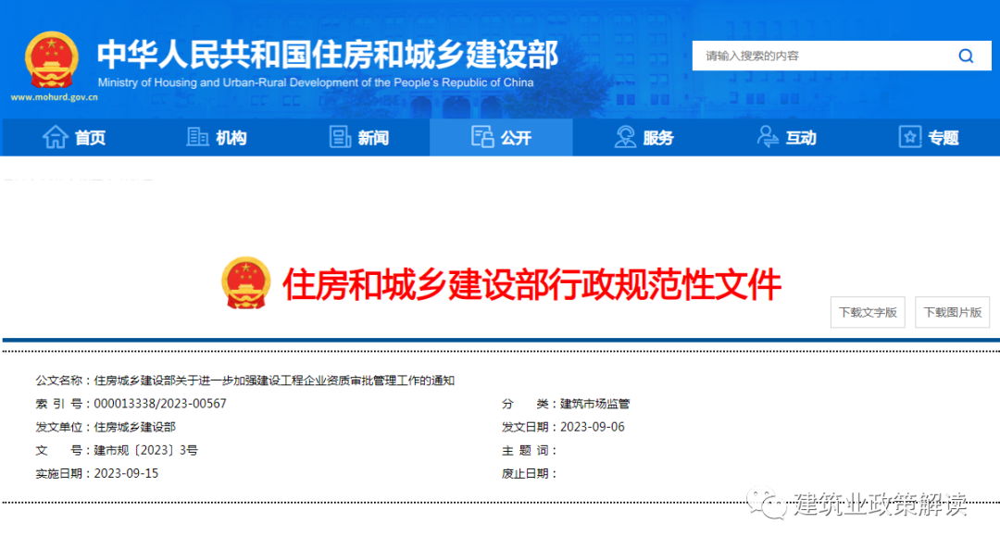 中华人民共和国住房和城乡建设部
Ministry of Housing and Urban-Rural Development of the People's Republic of China
www.mohurd.gov.cn
请输入搜索的内容
首页 机构 新闻 公开 服务 互动 专题
住房和城乡建设部行政规范性文件
下载文字版 下载图片版
公文名称：住房城乡建设部关于进一步加强建设工程企业资质审批管理工作的通知
索 引 号：000013338/2023-00567 分 类：建筑市场监管
发文单位：住房城乡建设部 发文日期：2023-09-06
文 号：建市规〔2023〕3号 主 题 词：
实施日期：2023-09-15 废止日期：
建筑业政策解读